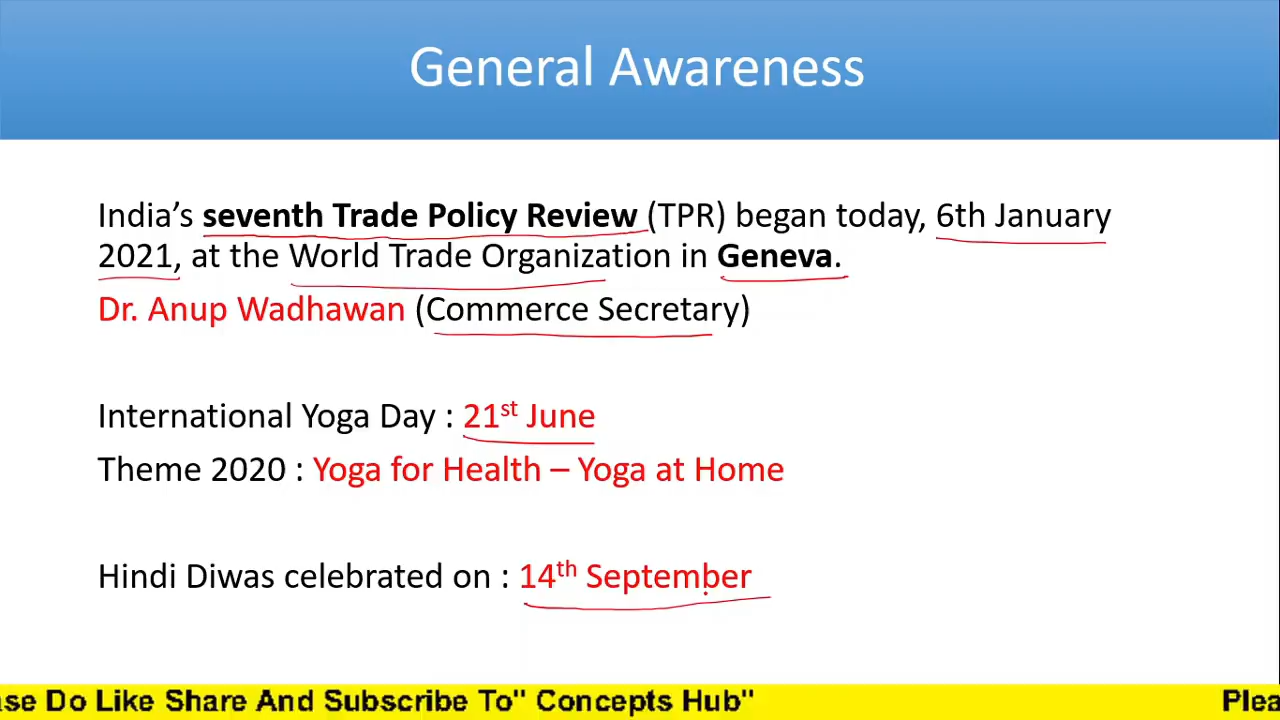 General Awareness
India’s seventh Trade Policy Review (TPR) began today, 6th January
2021, at the World Trade Organization in Geneva.
Dr. Anup Wadhawan (Commerce Secretary)
International Yoga Day : 21st June
Theme 2020 : Yoga for Health – Yoga at Home
Hindi Diwas celebrated on : 14th September
ase Do Like Share And Subscribe To" Concepts Hub" Plea